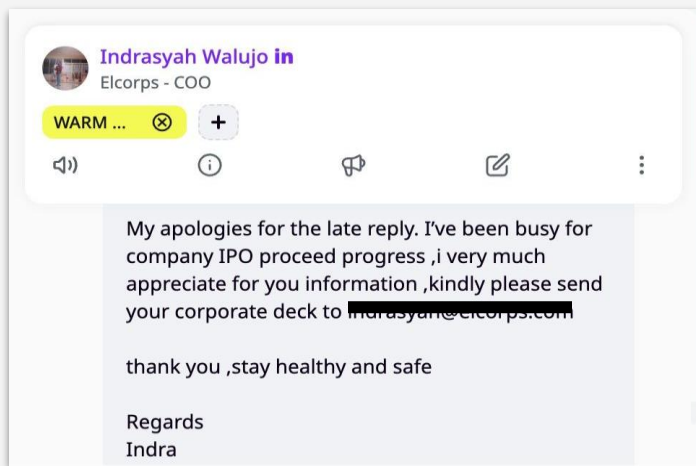 Indrasyah Walujo in
Elcorps - COO
WARM ...
My apologies for the late reply. I've been busy for
company IPO proceed progress ,i very much
appreciate for you information ,kindly please send
your corporate deck to
thank you ,stay healthy and safe
Regards
Indra